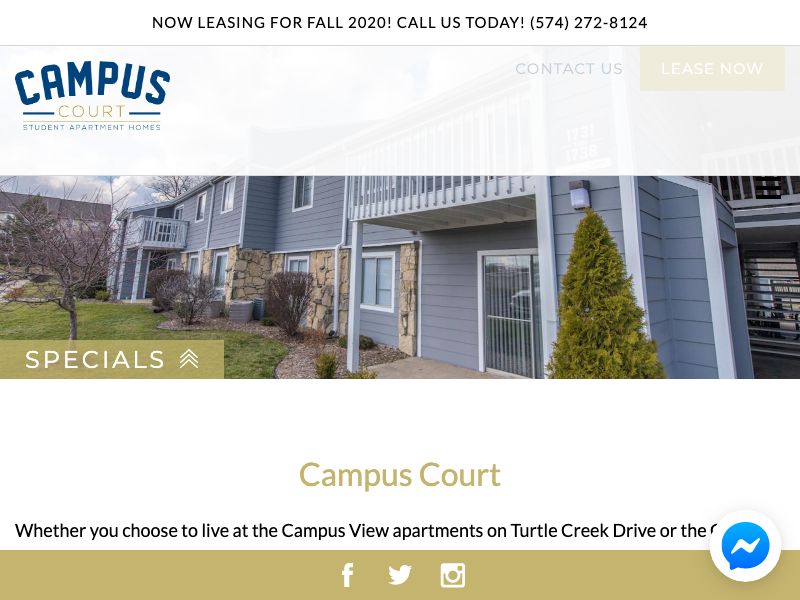 NOW LEASING FOR FALL 2020! CALL US TODAY! (574) 272-8124
CAMPUS
COURT
STUDENT APARTMENT HOMES
CONTACT US
LEASE NOW
1731
1738
SPECIALS
Campus Court
Whether you choose to live at the Campus View apartments on Turtle Creek Drive or the